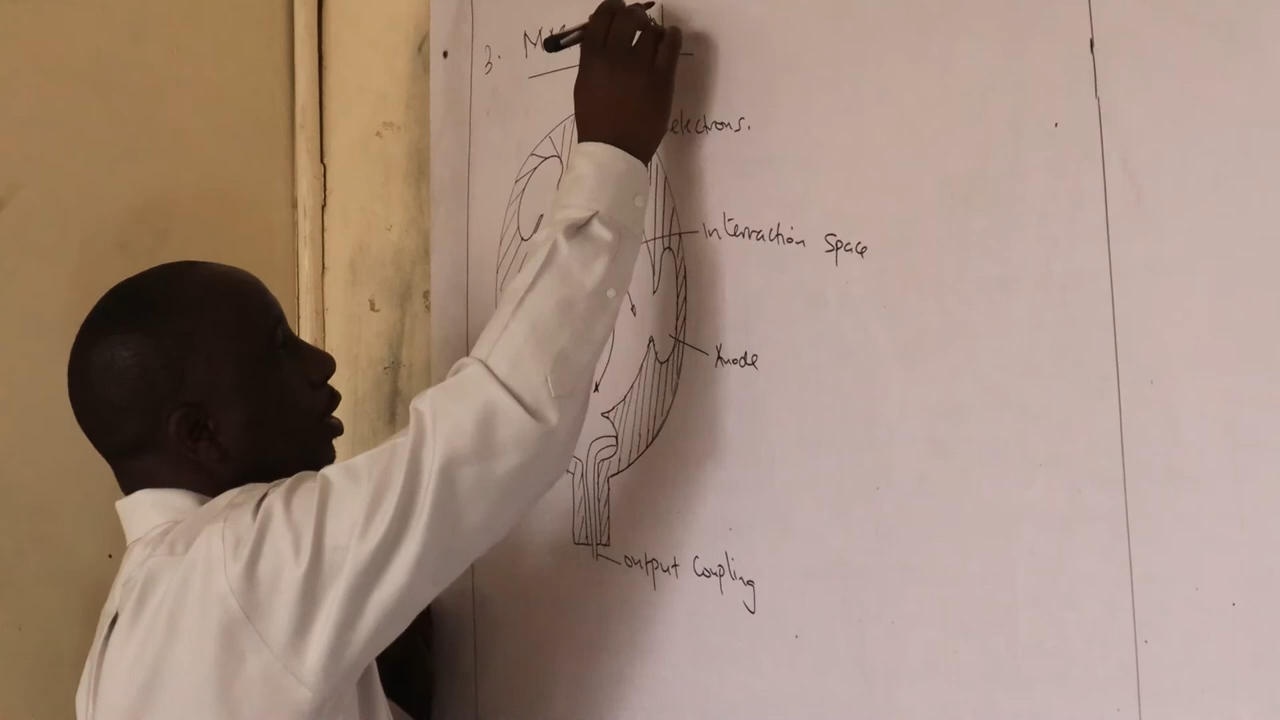 3. M
electrons.
Interraction Space
Anode
output Coupling